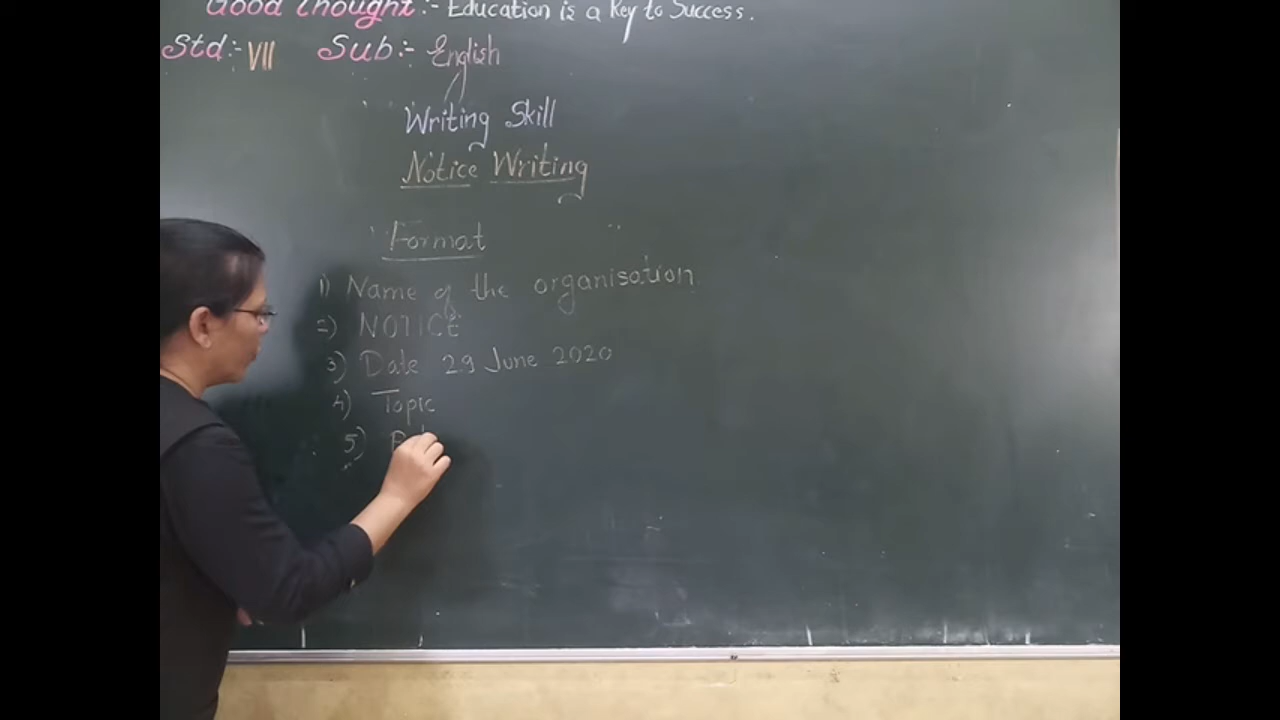 Good Thought :- Education is a Key to Success.
Std:- VII Sub:- English
Writing Skill
Notice Writing
Format
1) Name of the organisation
2) NOTICE
3) Date 29 June 2020
4) Topic
5)